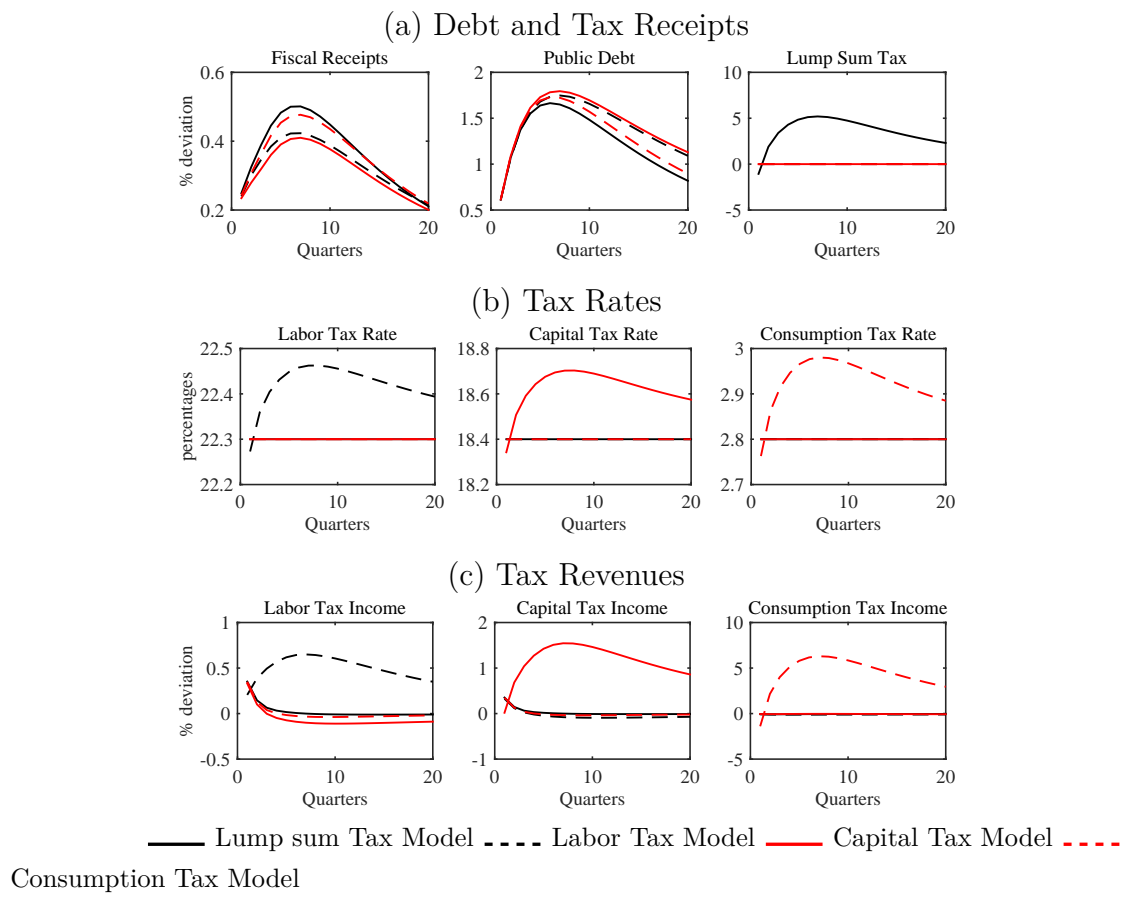 (a) Debt and Tax Receipts
Fiscal Receipts Public Debt Lump Sum Tax
% deviation
0.6
0.4
0.2
0 10 20
Quarters
2
1.5
1
0.5
0 10 20
Quarters
10
5
0
-5
0 10 20
Quarters
(b) Tax Rates
Labor Tax Rate Capital Tax Rate Consumption Tax Rate
percentages
22.5
22.4
22.3
22.2
0 10 20
Quarters
18.8
18.6
18.4
18.2
0 10 20
Quarters
3
2.9
2.8
2.7
0 10 20
Quarters
(c) Tax Revenues
Labor Tax Income Capital Tax Income Consumption Tax Income
% deviation
1
0.5
0
-0.5
0 10 20
Quarters
2
1
0
-1
0 10 20
Quarters
10
5
0
-5
0 10 20
Quarters
Lump sum Tax Model Labor Tax Model Capital Tax Model
Consumption Tax Model